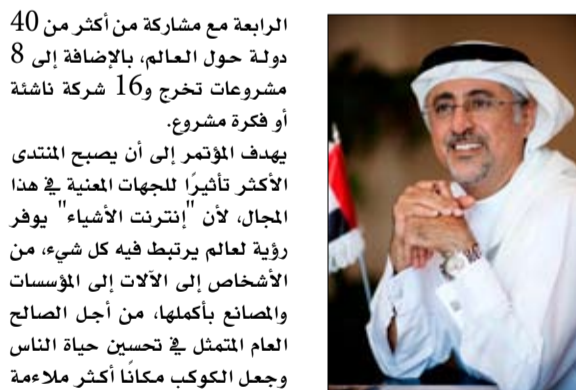 الرابعة مع مشاركة من أكثر من 40
دولة حول العالم، بالإضافة إلى 8
مشروعات تخرج و16 شركة ناشئة
أو فكرة مشروع.
يهدف المؤتمر إلى أن يصبح المنتدى
الأكثر تأثيرًا للجهات المعنية في هذا
المجال، لأن "إنترنت الأشياء" يوفر
رؤية لعالم يرتبط فيه كل شيء، من
الأشخاص إلى الآلات إلى المؤسسات
والمصانع بأكملها، من أجل الصالح
العام المتمثل في تحسين حياة الناس
وجعل الكوكب مكانًا أكثر ملاءمة